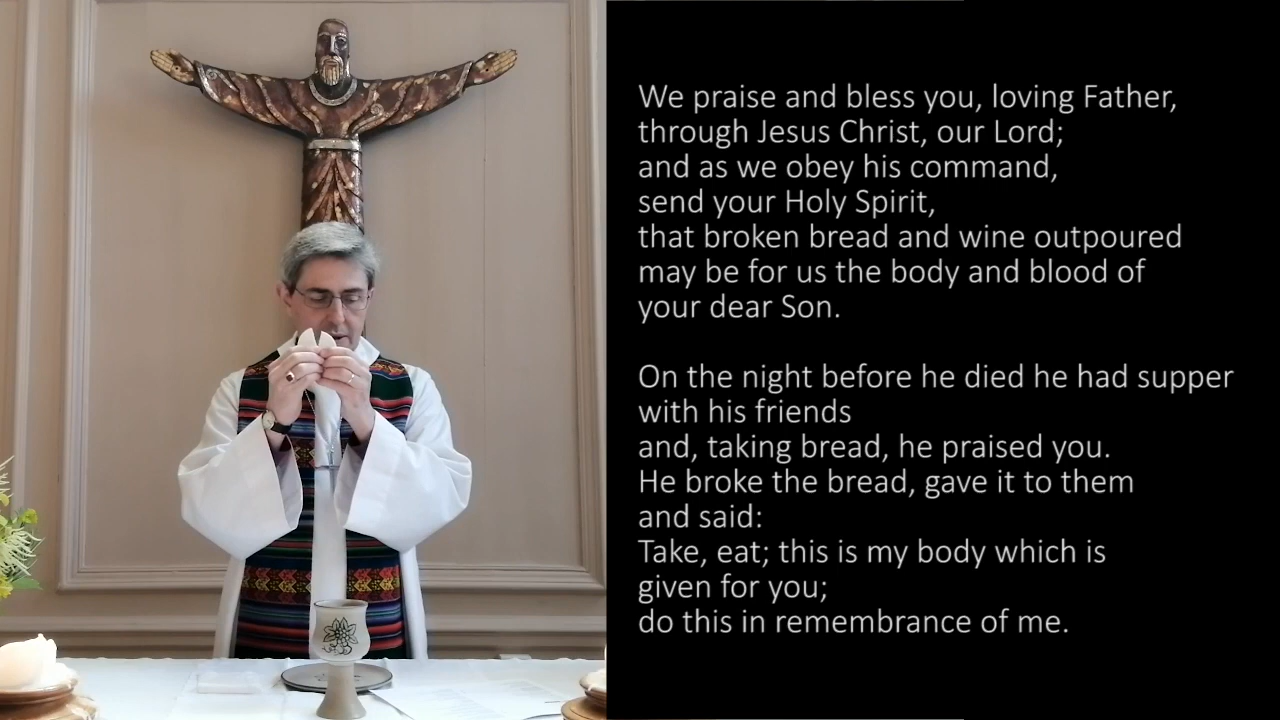 We praise and bless you, loving Father,
through Jesus Christ, our Lord;
and as we obey his command,
send your Holy Spirit,
that broken bread and wine outpoured
may be for us the body and blood of
your dear Son.
On the night before he died he had supper
with his friends
and, taking bread, he praised you.
He broke the bread, gave it to them
and said:
Take, eat; this is my body which is
given for you;
do this in remembrance of me.